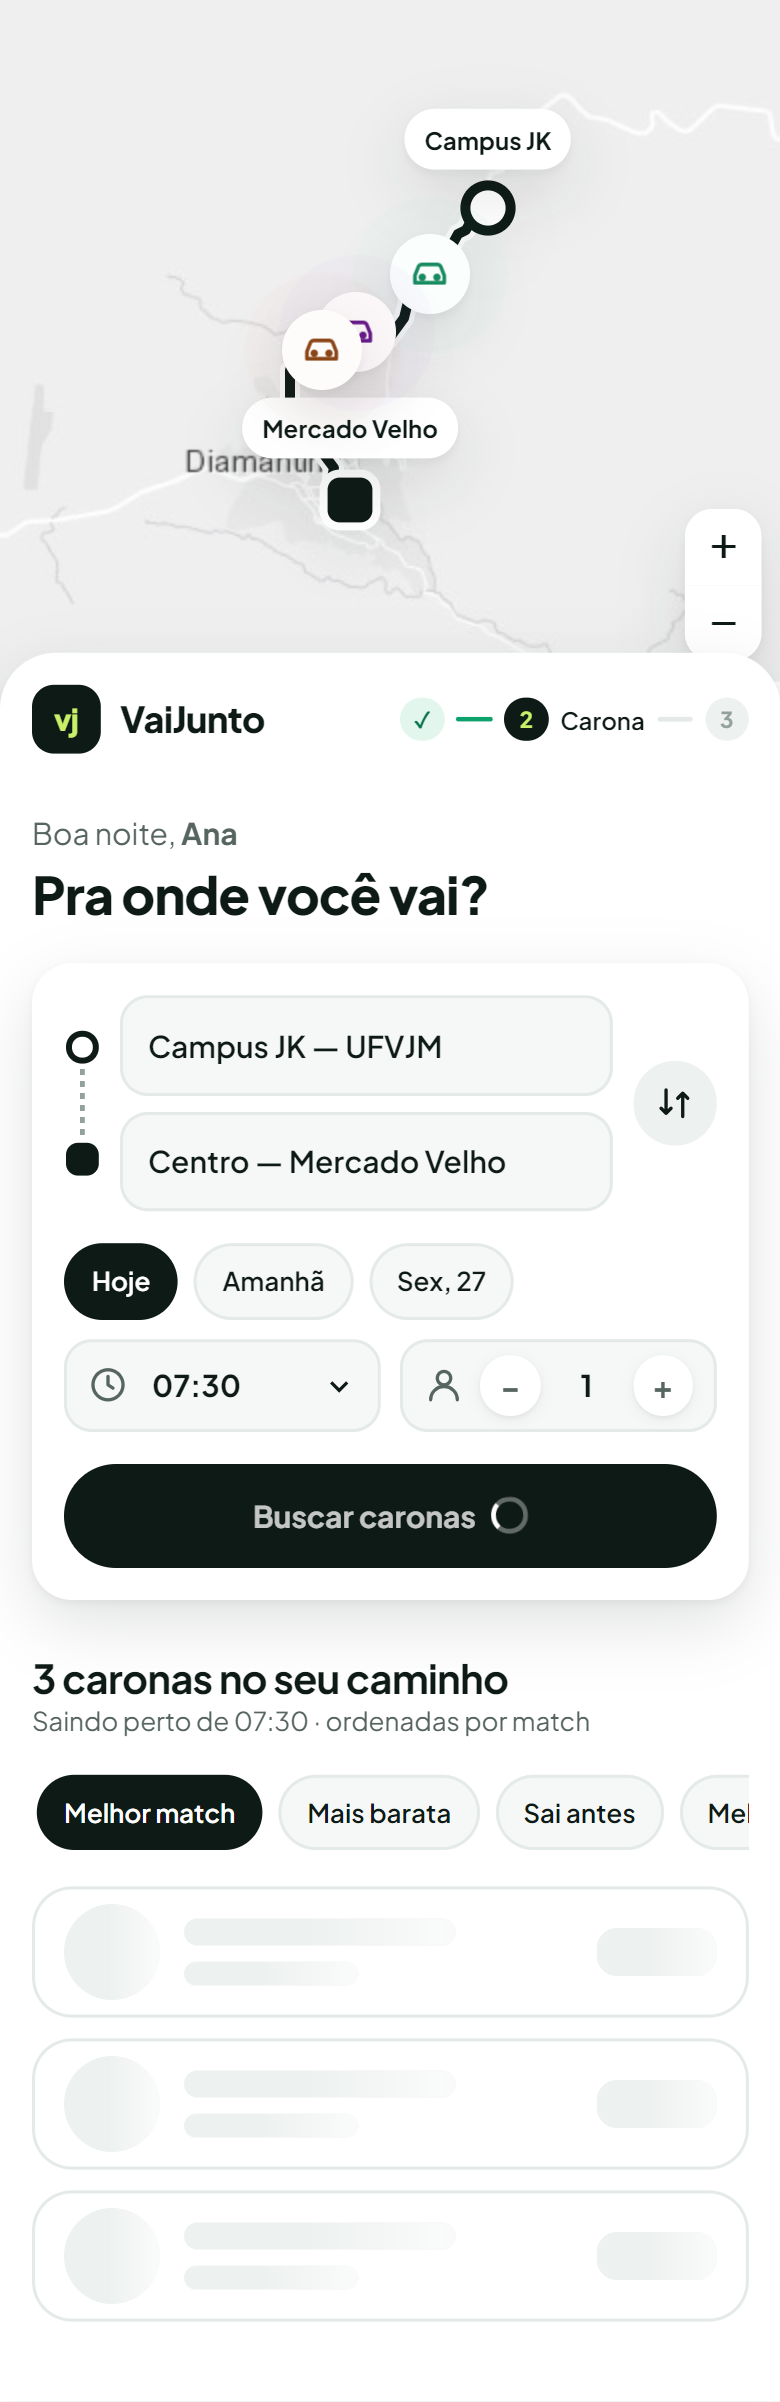 Campus JK
Mercado Velho
+
−
vj VaiJunto ✓ 2 Carona 3
Boa noite, Ana
Pra onde você vai?
Campus JK — UFVJM
Centro — Mercado Velho
Hoje Amanhã Sex, 27
07:30 − 1 +
Buscar caronas
3 caronas no seu caminho
Saindo perto de 07:30 · ordenadas por match
Melhor match Mais barata Sai antes